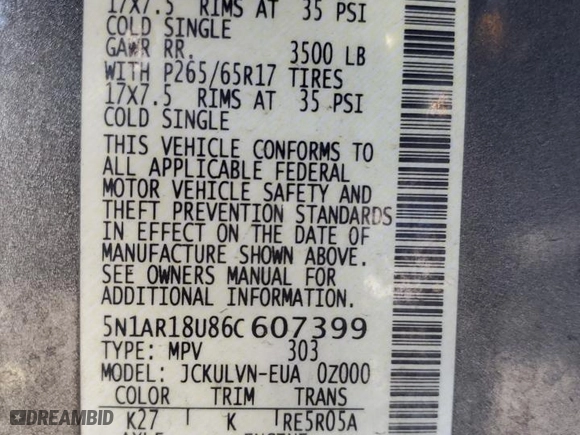 17X7.5 RIMS AT 35 PSI
COLD SINGLE
GAWR RR. 3500 LB
WITH P265/65R17 TIRES
17X7.5 RIMS AT 35 PSI
COLD SINGLE
THIS VEHICLE CONFORMS TO
ALL APPLICABLE FEDERAL
MOTOR VEHICLE SAFETY AND
THEFT PREVENTION STANDARDS
IN EFFECT ON THE DATE OF
MANUFACTURE SHOWN ABOVE.
SEE OWNERS MANUAL FOR
ADDITIONAL INFORMATION.
5N1AR18U86C607399
TYPE: MPV 303
MODEL: JCKULVN-EUA 0Z000
COLOR TRIM TRANS
K27 K RE5R05A
DREAMBID